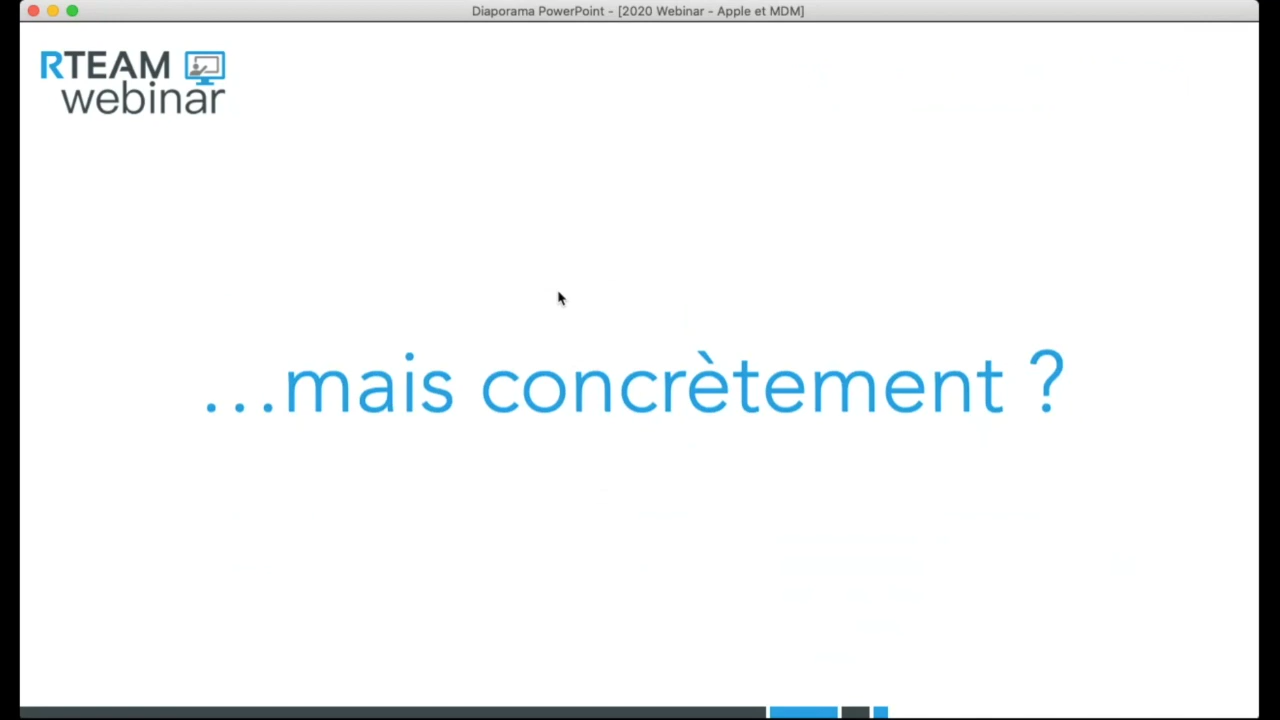 Diaporama PowerPoint - [2020 Webinar - Apple et MDM]
RTEAM
webinar
...mais concrètement ?